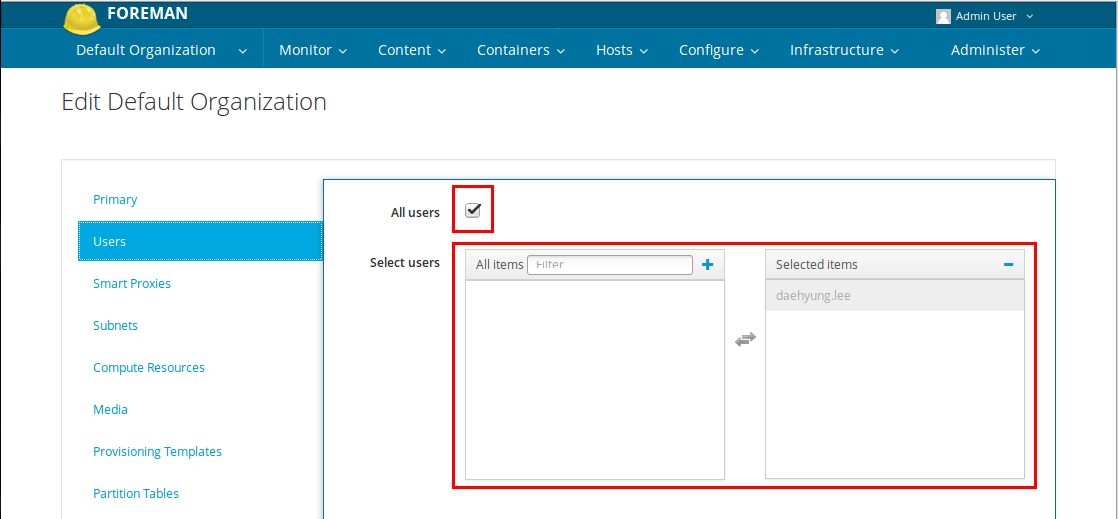 FOREMAN
Admin User
Default Organization Monitor Content Containers Hosts Configure Infrastructure Administer
Edit Default Organization
Primary
Users
Smart Proxies
Subnets
Compute Resources
Media
Provisioning Templates
Partition Tables
All users
Select users
All items Filter
Selected items
daehyung.lee